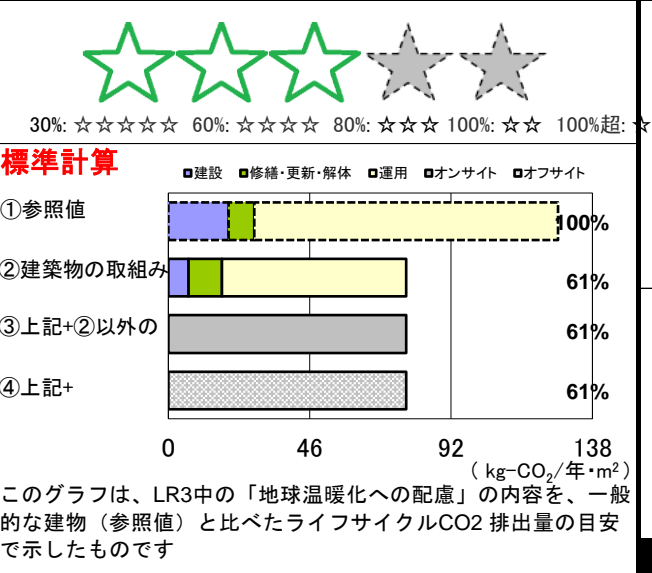 30%: ☆☆☆☆☆ 60%: ☆☆☆☆ 80%: ☆☆☆ 100%: ☆☆ 100%超: ☆
標準計算
建設 修繕・更新・解体 運用 オンサイト オフサイト
①参照値 100%
②建築物の取組み 61%
③上記+②以外の 61%
④上記+ 61%
0 46 92 138
( kg-CO₂/年・m² )
このグラフは、LR3中の「地球温暖化への配慮」の内容を、一般
的な建物（参照値）と比べたライフサイクルCO2 排出量の目安
で示したものです